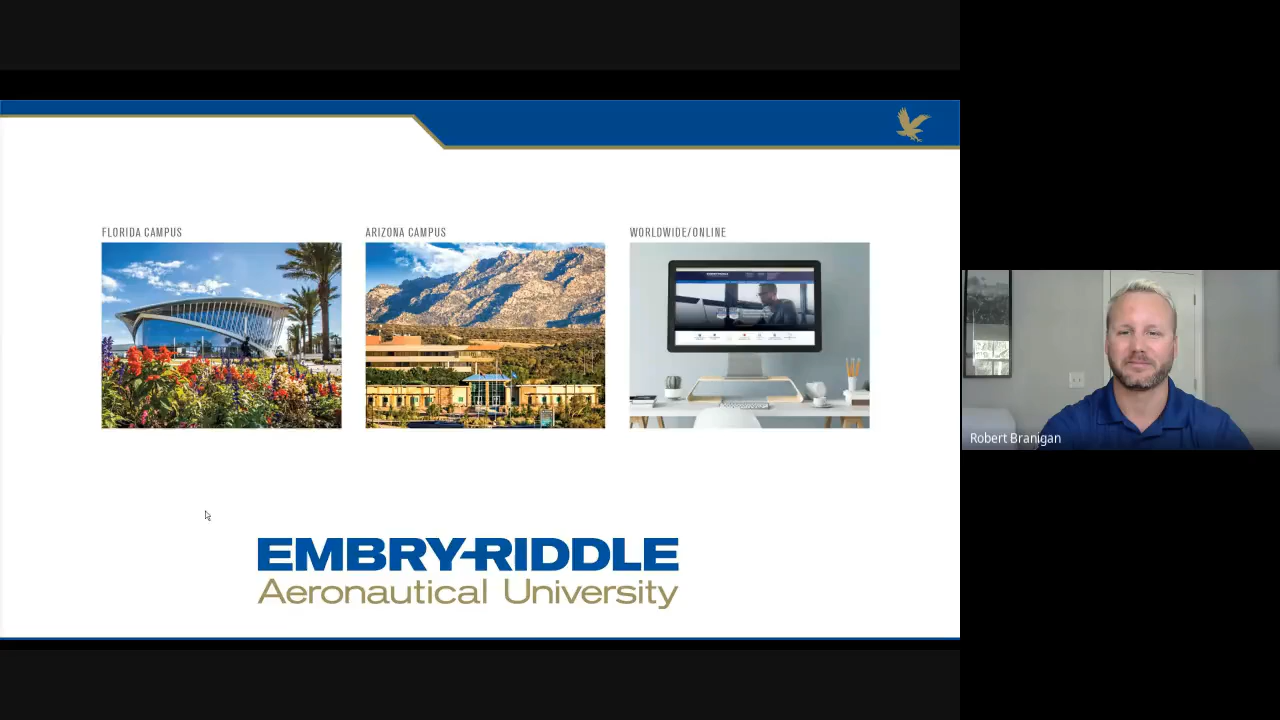 FLORIDA CAMPUS
ARIZONA CAMPUS
WORLDWIDE/ONLINE
Robert Branigan
EMBRY-RIDDLE
Aeronautical University